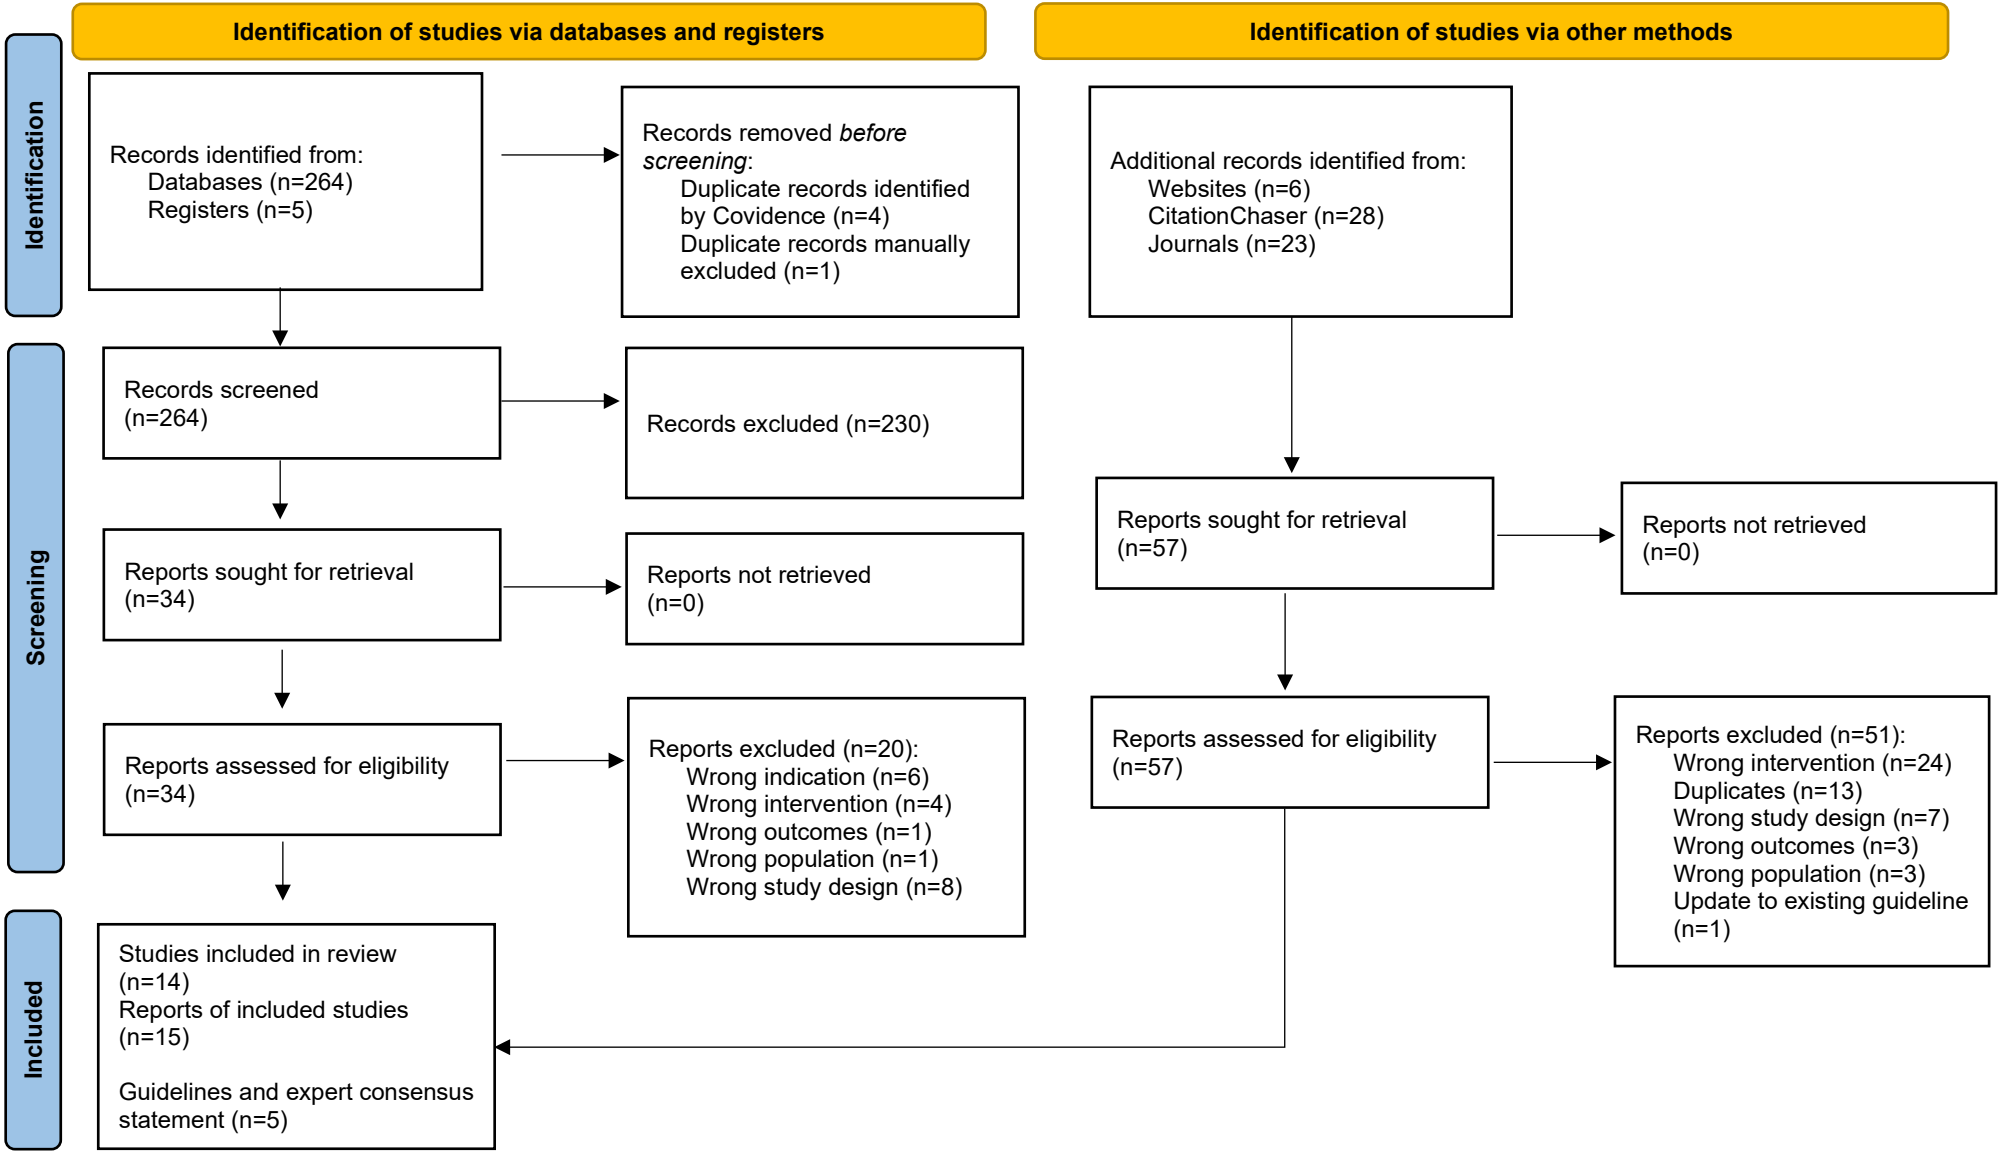 Identification of studies via databases and registers
Identification of studies via other methods
Identification
Records identified from:
Databases (n=264)
Registers (n=5)
Records removed before
screening:
Duplicate records identified
by Covidence (n=4)
Duplicate records manually
excluded (n=1)
Additional records identified from:
Websites (n=6)
CitationChaser (n=28)
Journals (n=23)
Screening
Records screened
(n=264)
Records excluded (n=230)
Reports sought for retrieval
(n=34)
Reports not retrieved
(n=0)
Reports sought for retrieval
(n=57)
Reports not retrieved
(n=0)
Reports assessed for eligibility
(n=34)
Reports excluded (n=20):
Wrong indication (n=6)
Wrong intervention (n=4)
Wrong outcomes (n=1)
Wrong population (n=1)
Wrong study design (n=8)
Reports assessed for eligibility
(n=57)
Reports excluded (n=51):
Wrong intervention (n=24)
Duplicates (n=13)
Wrong study design (n=7)
Wrong outcomes (n=3)
Wrong population (n=3)
Update to existing guideline
(n=1)
Included
Studies included in review
(n=14)
Reports of included studies
(n=15)
Guidelines and expert consensus
statement (n=5)